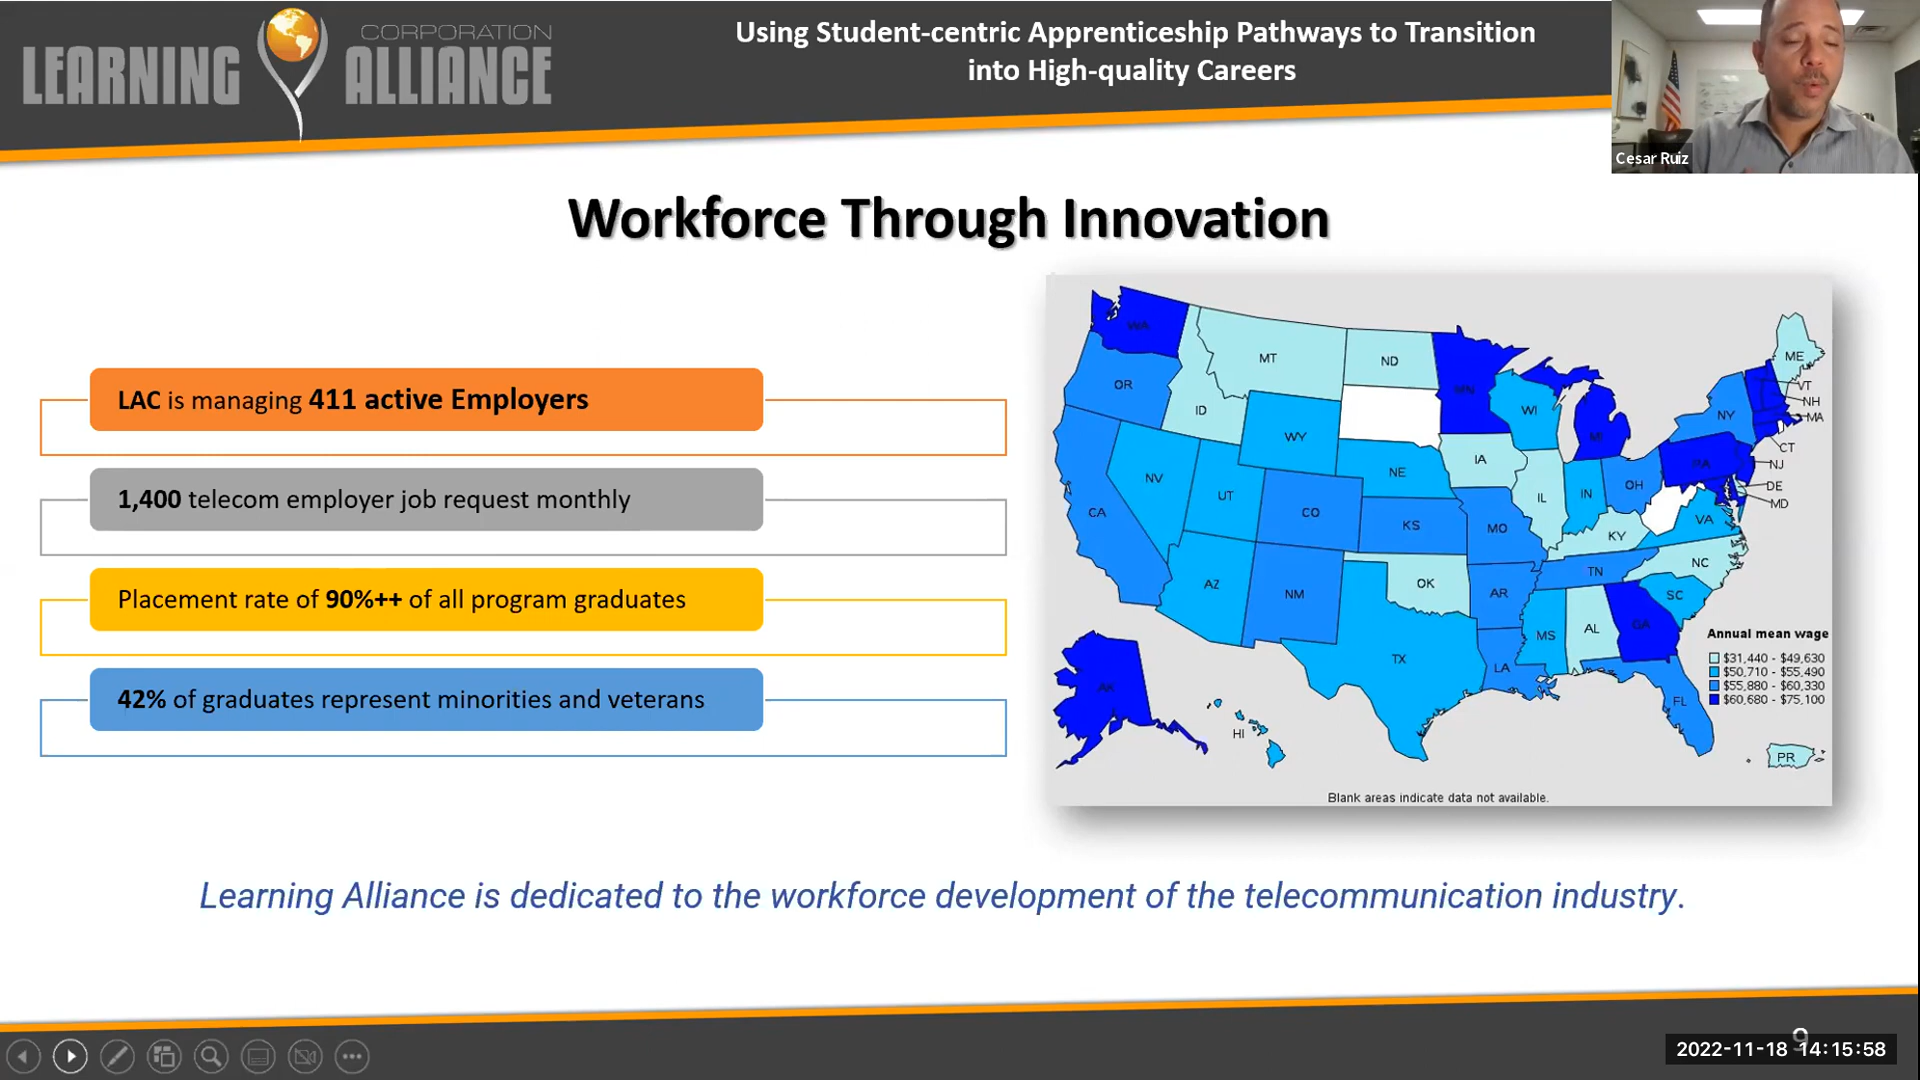 LEARNING
CORPORATION
ALLIANCE
Using Student-centric Apprenticeship Pathways to Transition
into High-quality Careers
Cesar Ruiz
Workforce Through Innovation
LAC is managing 411 active Employers
1,400 telecom employer job request monthly
Placement rate of 90%++ of all program graduates
42% of graduates represent minorities and veterans
WA
MT
ND
MN
ME
OR
ID
WI
MI
NY
VT
NH
MA
WY
CT
IA
PA
NJ
NV
UT
NE
IL
IN
OH
DE
MD
CA
CO
KS
MO
KY
VA
AZ
NM
OK
AR
TN
NC
SC
TX
LA
MS
AL
GA
FL
AK
HI
PR
Annual mean wage
$31,440 - $49,630
$50,710 - $55,490
$55,880 - $60,330
$60,680 - $75,100
Blank areas indicate data not available.
Learning Alliance is dedicated to the workforce development of the telecommunication industry.
9
2022-11-18 14:15:58